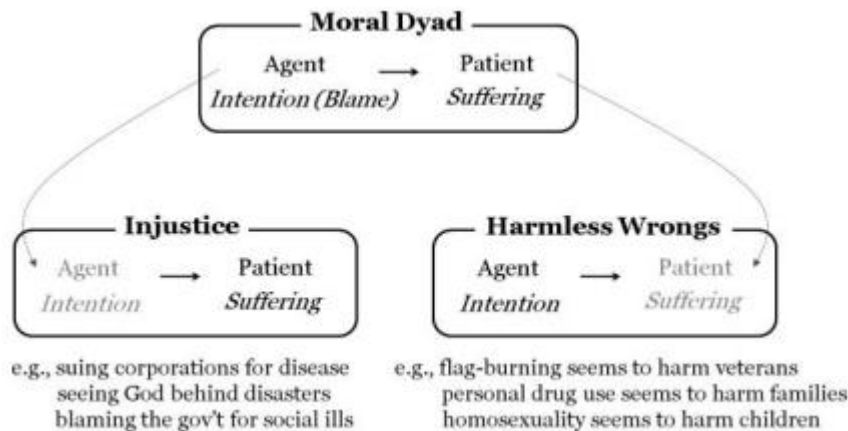 Moral Dyad
Agent → Patient
Intention (Blame) Suffering
Injustice
Agent → Patient
Intention Suffering
Harmless Wrongs
Agent → Patient
Intention Suffering
e.g., suing corporations for disease
seeing God behind disasters
blaming the gov't for social ills
e.g., flag-burning seems to harm veterans
personal drug use seems to harm families
homosexuality seems to harm children